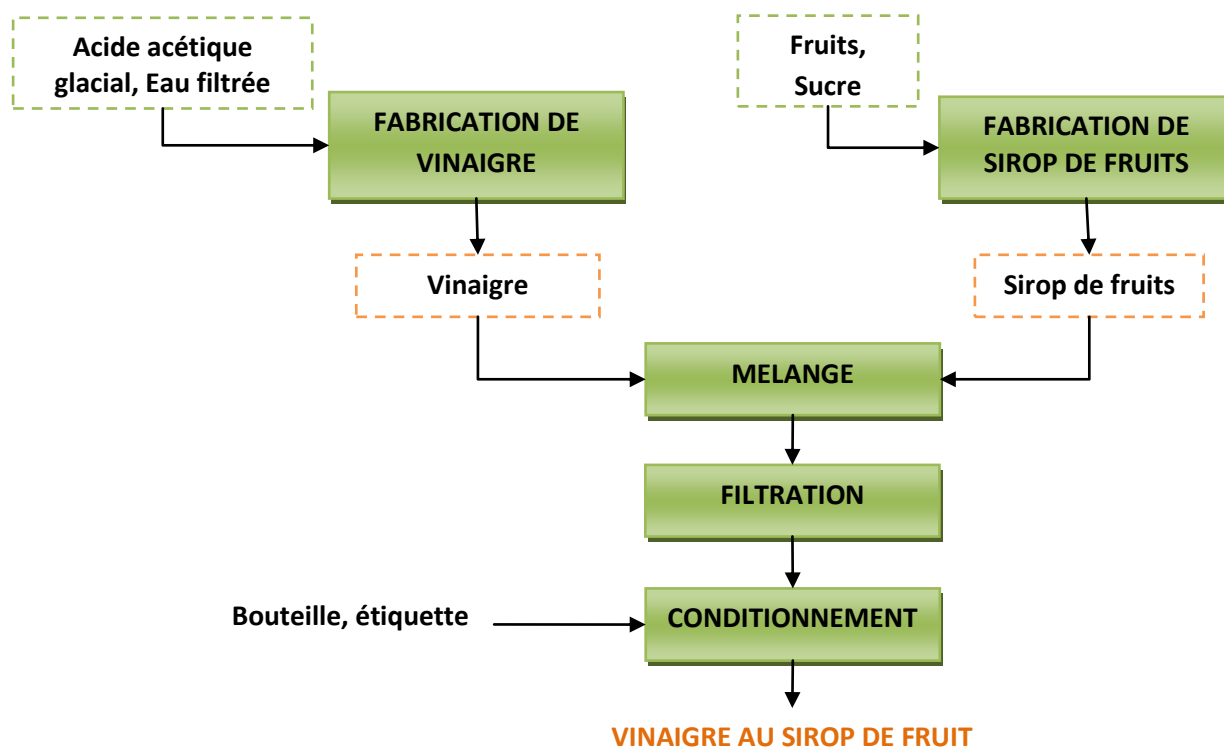 Acide acétique
glacial, Eau filtrée
Fruits,
Sucre
FABRICATION DE
VINAIGRE
FABRICATION DE
SIROP DE FRUITS
Vinaigre
Sirop de fruits
MELANGE
FILTRATION
Bouteille, étiquette
CONDITIONNEMENT
VINAIGRE AU SIROP DE FRUIT